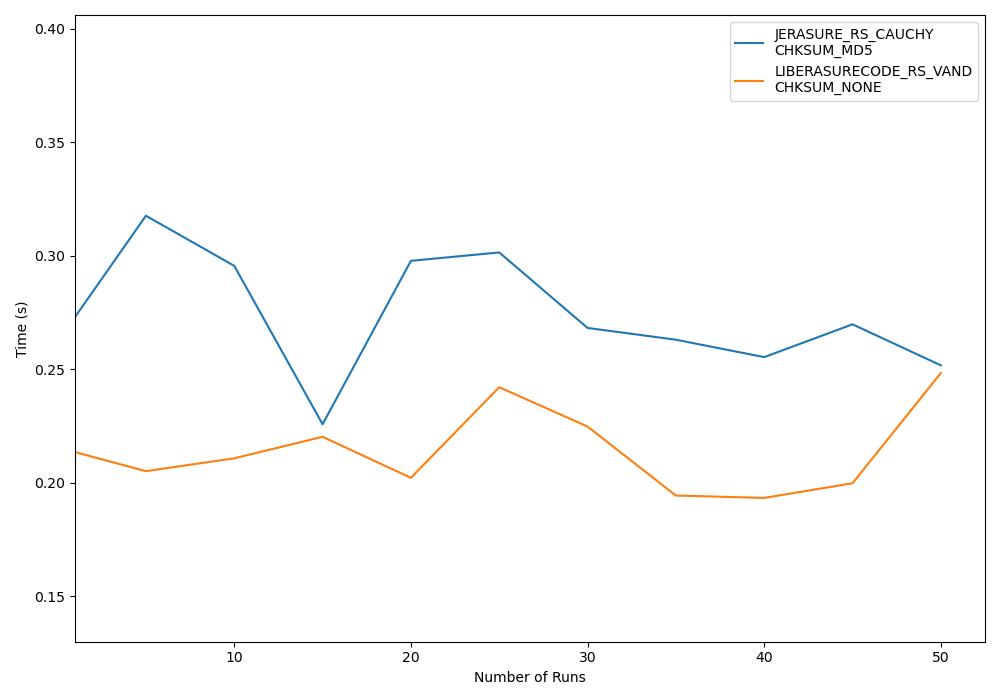 0.40
0.35
0.30
0.25
0.20
0.15
Time (s)
10 20 30 40 50
Number of Runs
JERASURE_RS_CAUCHY
CHKSUM_MD5
LIBERASURECODE_RS_VAND
CHKSUM_NONE